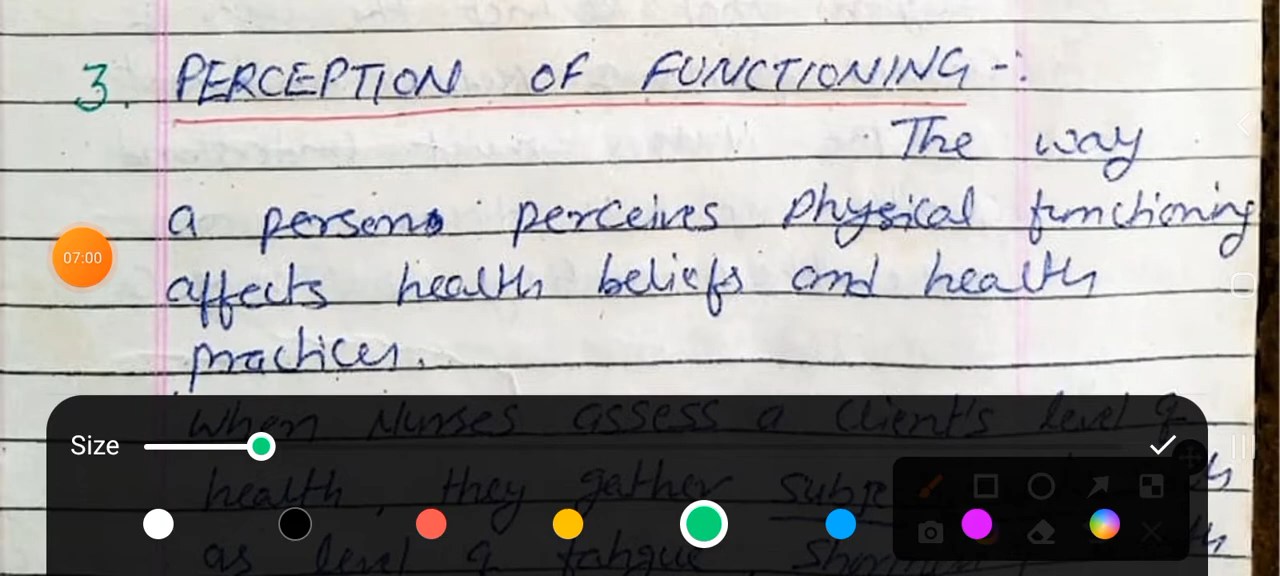 3. PERCEPTION OF FUNCTIONING -:
The way
a person perceives physical functioning
affects health beliefs and health
practices.
07:00
When Nurses assess a client's level of
Size
health, they gather
as level of fatigue,